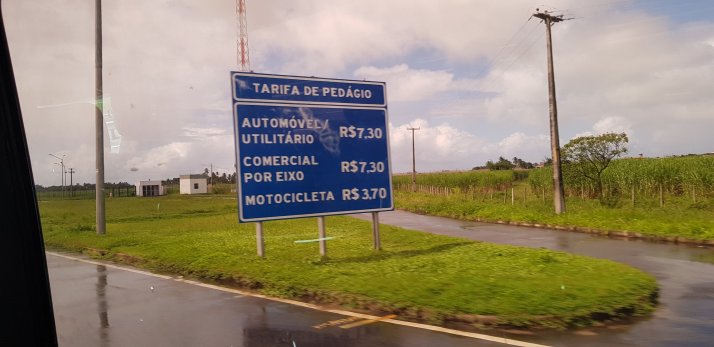 TARIFA DE PEDÁGIO
AUTOMÓVEL/
UTILITÁRIO R$7,30
COMERCIAL
POR EIXO R$7,30
MOTOCICLETA R$3,70